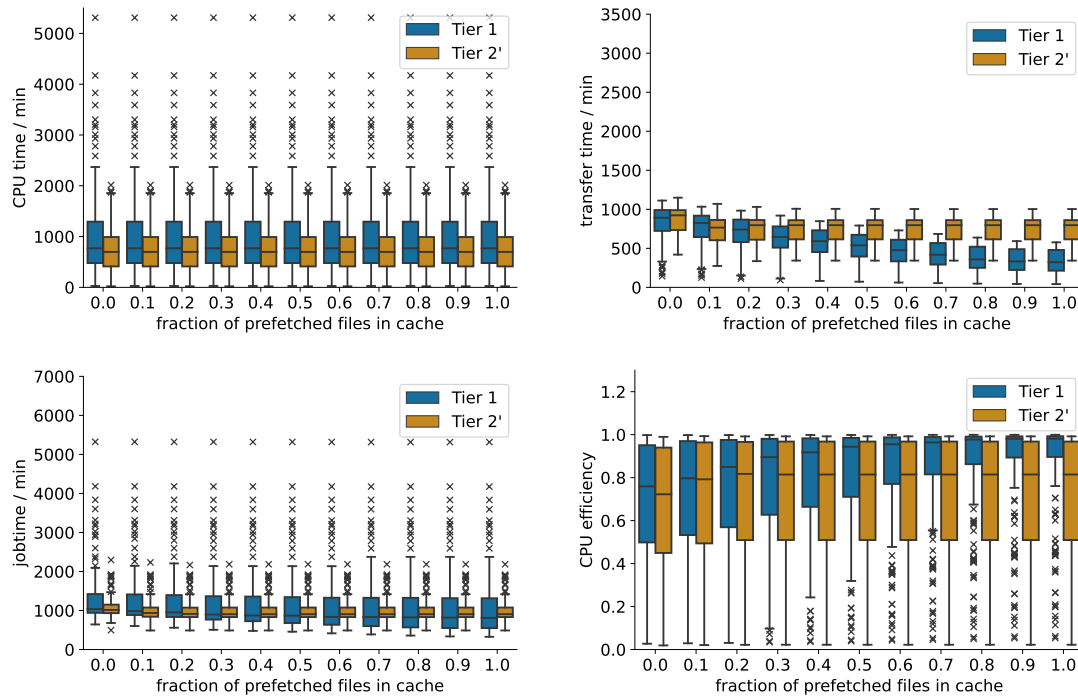 5000
4000
3000
2000
1000
0
CPU time / min
Tier 1
Tier 2'
0.0 0.1 0.2 0.3 0.4 0.5 0.6 0.7 0.8 0.9 1.0
fraction of prefetched files in cache
3500
3000
2500
2000
1500
1000
500
0
transfer time / min
Tier 1
Tier 2'
0.0 0.1 0.2 0.3 0.4 0.5 0.6 0.7 0.8 0.9 1.0
fraction of prefetched files in cache
7000
6000
5000
4000
3000
2000
1000
0
jobtime / min
Tier 1
Tier 2'
0.0 0.1 0.2 0.3 0.4 0.5 0.6 0.7 0.8 0.9 1.0
fraction of prefetched files in cache
1.2
1.0
0.8
0.6
0.4
0.2
0.0
CPU efficiency
Tier 1
Tier 2'
0.0 0.1 0.2 0.3 0.4 0.5 0.6 0.7 0.8 0.9 1.0
fraction of prefetched files in cache